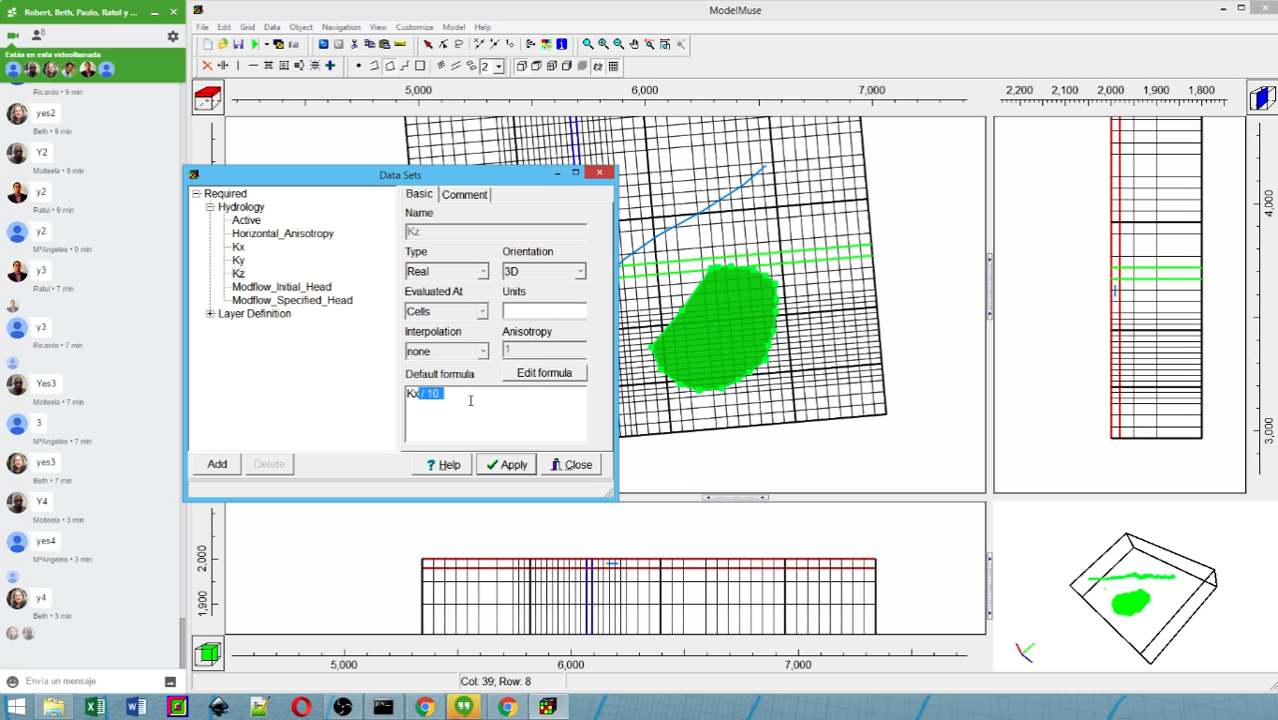 Robert, Beth, Paulo, Ratul y ...
8
Estás en esta videollamada
Ricardo • 9 min
yes2
Beth • 9 min
Y2
Moiteela • 9 min
y2
Ratul • 9 min
y2
MªAngeles • 9 min
y3
Ratul • 7 min
y3
Ricardo • 7 min
Yes3
Moiteela • 7 min
3
MªAngeles • 7 min
yes3
Beth • 7 min
Y4
Moiteela • 3 min
yes4
MªAngeles • 3 min
y4
Beth • 3 min
Envía un mensaje
ModelMuse
File Edit Grid Data Object Navigation View Customize Model Help
2
5,000 6,000 7,000
2,200 2,100 2,000 1,900 1,800
4,000
3,000
Data Sets
Required
Hydrology
Active
Horizontal_Anisotropy
Kx
Ky
Kz
Modflow_Initial_Head
Modflow_Specified_Head
Layer Definition
Basic Comment
Name
Kz
Type Orientation
Real 3D
Evaluated At Units
Cells
Interpolation Anisotropy
none 1
Default formula Edit formula
Kx / 10.
Add Delete Help Apply Close
2,000
1,900
5,000 6,000 7,000
Col: 39; Row: 8